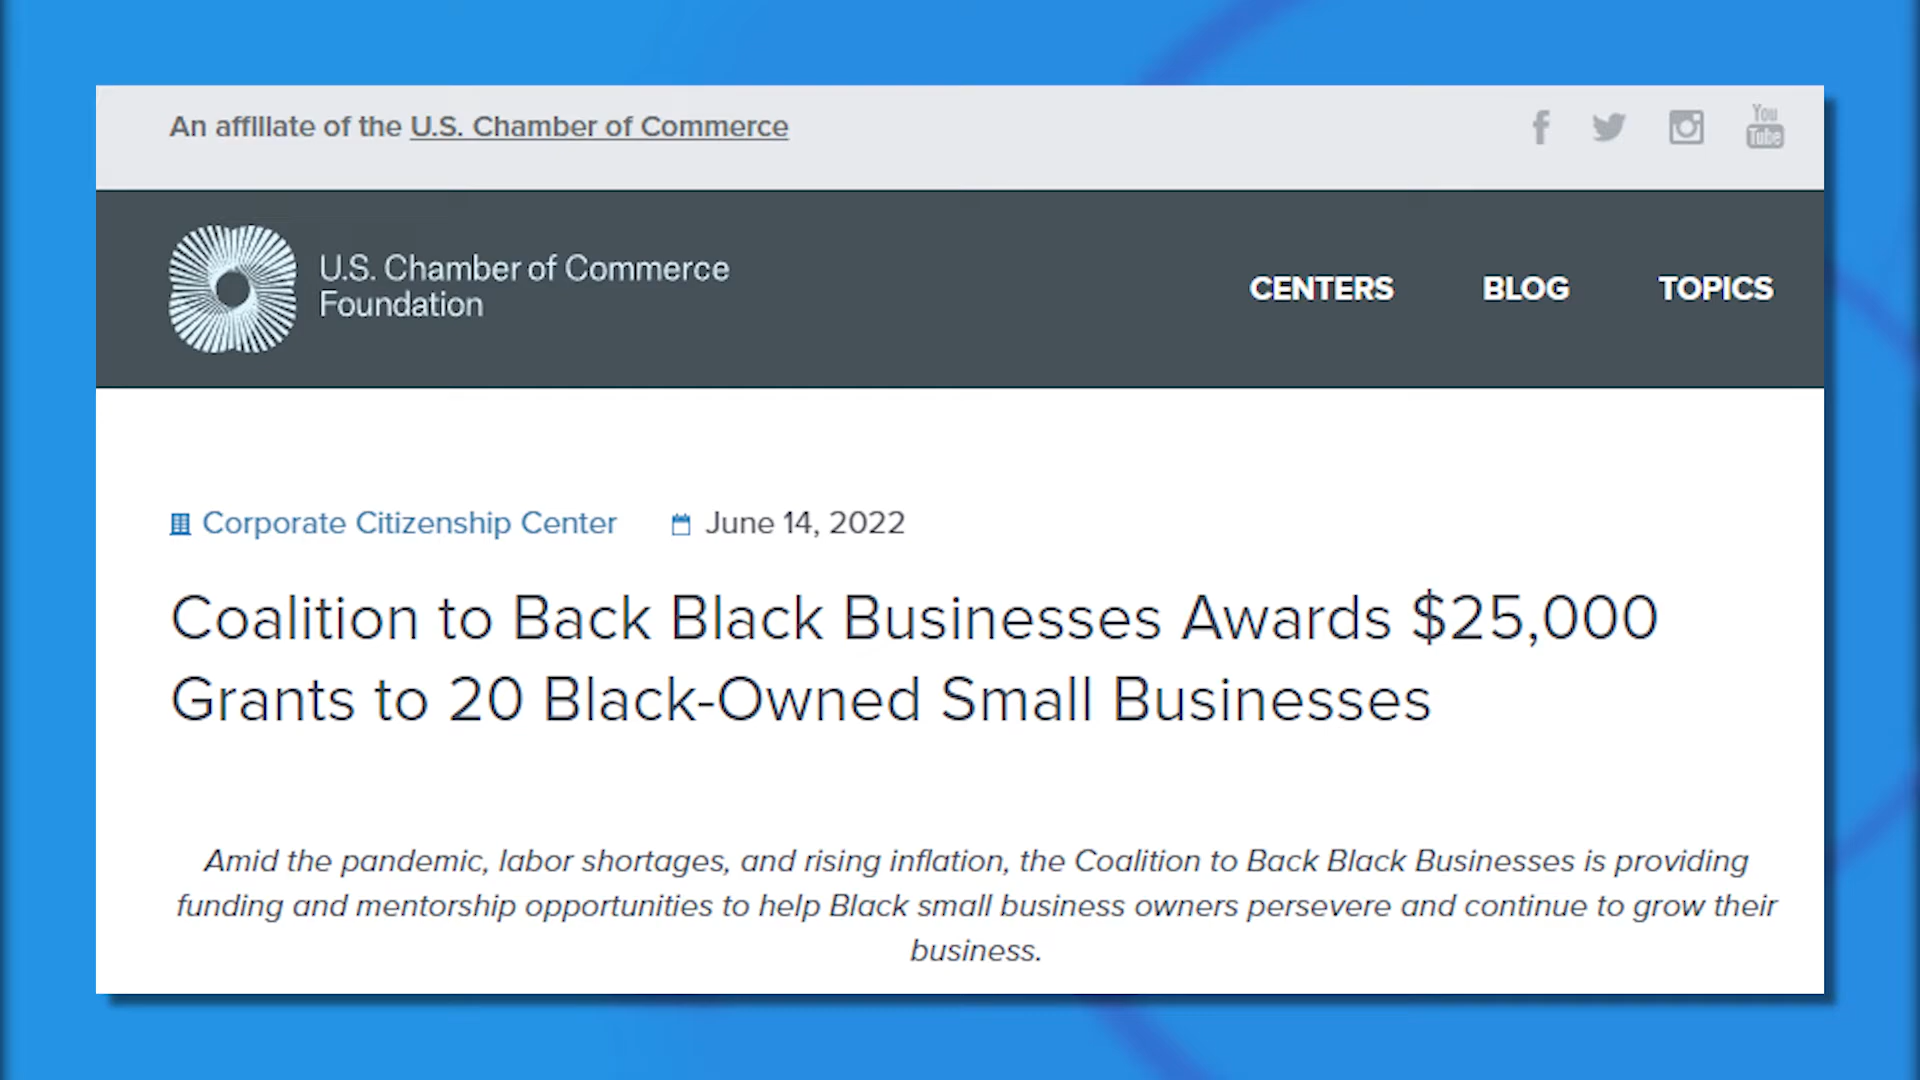 An affiliate of the U.S. Chamber of Commerce
You
Tube
U.S. Chamber of Commerce
Foundation
CENTERS BLOG TOPICS
Corporate Citizenship Center June 14, 2022
Coalition to Back Black Businesses Awards $25,000
Grants to 20 Black-Owned Small Businesses
Amid the pandemic, labor shortages, and rising inflation, the Coalition to Back Black Businesses is providing
funding and mentorship opportunities to help Black small business owners persevere and continue to grow their
business.